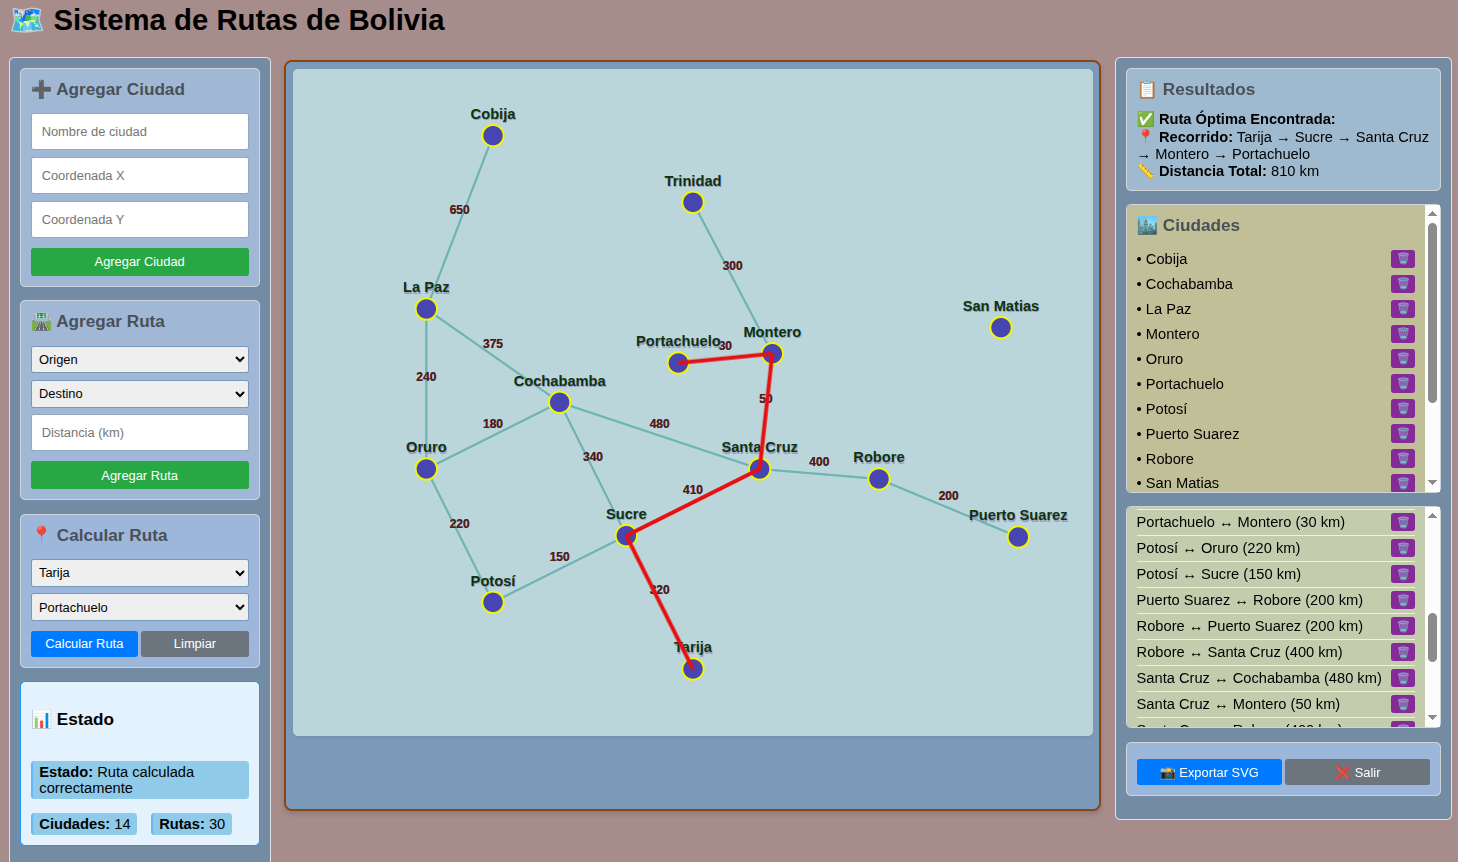 Sistema de Rutas de Bolivia
Agregar Ciudad
Nombre de ciudad
Coordenada X
Coordenada Y
Agregar Ciudad
Agregar Ruta
Origen
Destino
Distancia (km)
Agregar Ruta
Calcular Ruta
Tarija
Portachuelo
Calcular Ruta
Limpiar
Estado
Estado: Ruta calculada
correctamente
Ciudades: 14
Rutas: 30
Cobija
Trinidad
650
300
La Paz
San Matias
Montero
Portachuelo
30
375
240
Cochabamba
50
180
480
Oruro
Santa Cruz
340
400
Robore
410
200
Sucre
Puerto Suarez
220
150
Potosí
320
Tarija
Resultados
✅ Ruta Óptima Encontrada:
Recorrido: Tarija → Sucre → Santa Cruz
→ Montero → Portachuelo
Distancia Total: 810 km
Ciudades
• Cobija
• Cochabamba
• La Paz
• Montero
• Oruro
• Portachuelo
• Potosí
• Puerto Suarez
• Robore
• San Matias
Portachuelo ↔ Montero (30 km)
Potosí ↔ Oruro (220 km)
Potosí ↔ Sucre (150 km)
Puerto Suarez ↔ Robore (200 km)
Robore ↔ Puerto Suarez (200 km)
Robore ↔ Santa Cruz (400 km)
Santa Cruz ↔ Cochabamba (480 km)
Santa Cruz ↔ Montero (50 km)
Exportar SVG
Salir